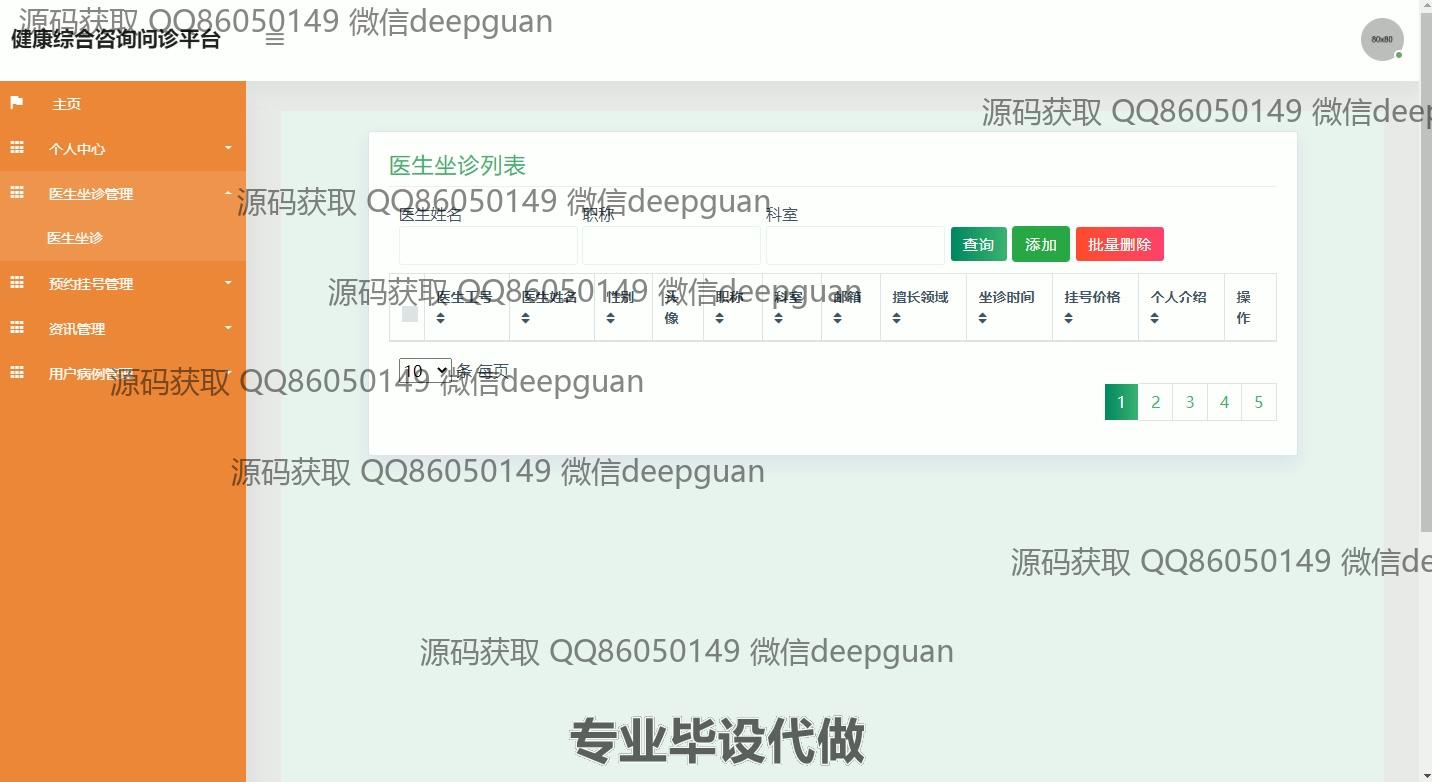 源码获取 QQ86050149 微信deepguan
健康综合咨询问诊平台
80x80
主页
源码获取 QQ86050149 微信deep
个人中心
医生坐诊列表
医生坐诊管理
源码获取 QQ86050149 微信deepguan
医生姓名 职称 科室
查询 添加 批量删除
医生坐诊
预约挂号管理
源码获取 QQ86050149 微信deepguan
医生工号 医生姓名 性别 头像 职称 科室 邮箱 擅长领域 坐诊时间 挂号价格 个人介绍 操作
资讯管理
用户病例管理
10 条 每页
源码获取 QQ86050149 微信deepguan
1 2 3 4 5
源码获取 QQ86050149 微信deepguan
源码获取 QQ86050149 微信de
源码获取 QQ86050149 微信deepguan
专业毕设代做